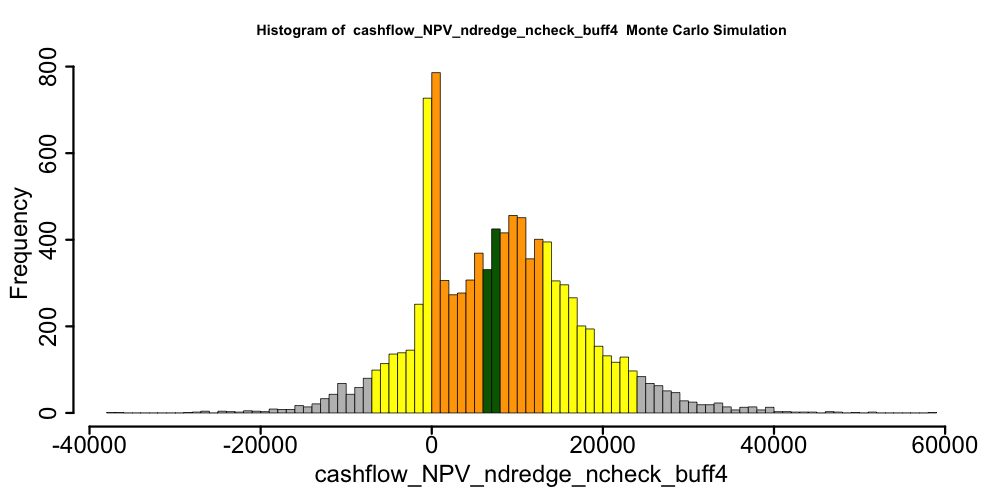 Histogram of  cashflow_NPV_ndredge_ncheck_buff4  Monte Carlo Simulation
Frequency
800
600
400
200
0
-40000 -20000 0 20000 40000 60000
cashflow_NPV_ndredge_ncheck_buff4